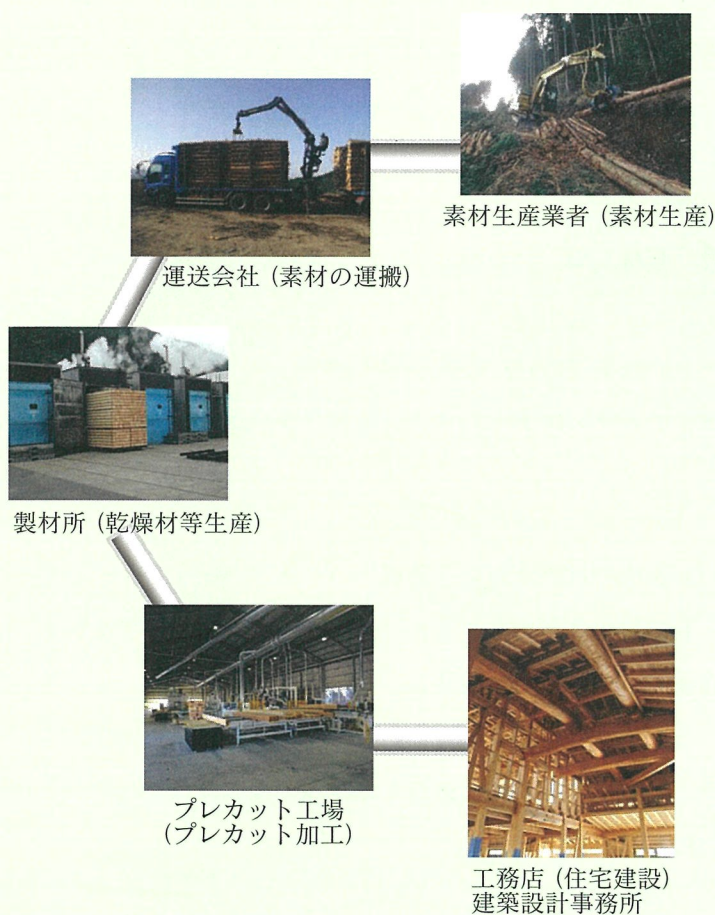 素材生産業者（素材生産）
運送会社（素材の運搬）
製材所（乾燥材等生産）
プレカット工場
（プレカット加工）
工務店（住宅建設）
建築設計事務所